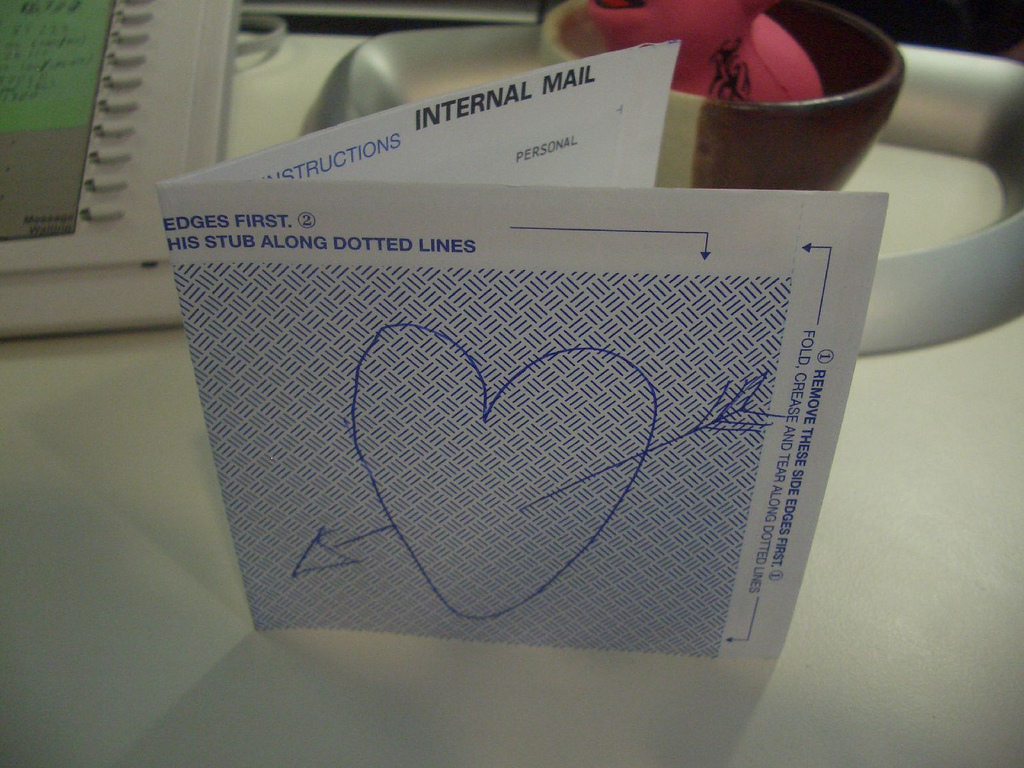 INTERNAL MAIL
NSTRUCTIONS
PERSONAL
EDGES FIRST. ②
HIS STUB ALONG DOTTED LINES
① REMOVE THESE SIDE EDGES FIRST. ①
FOLD, CREASE AND TEAR ALONG DOTTED LINES
Message